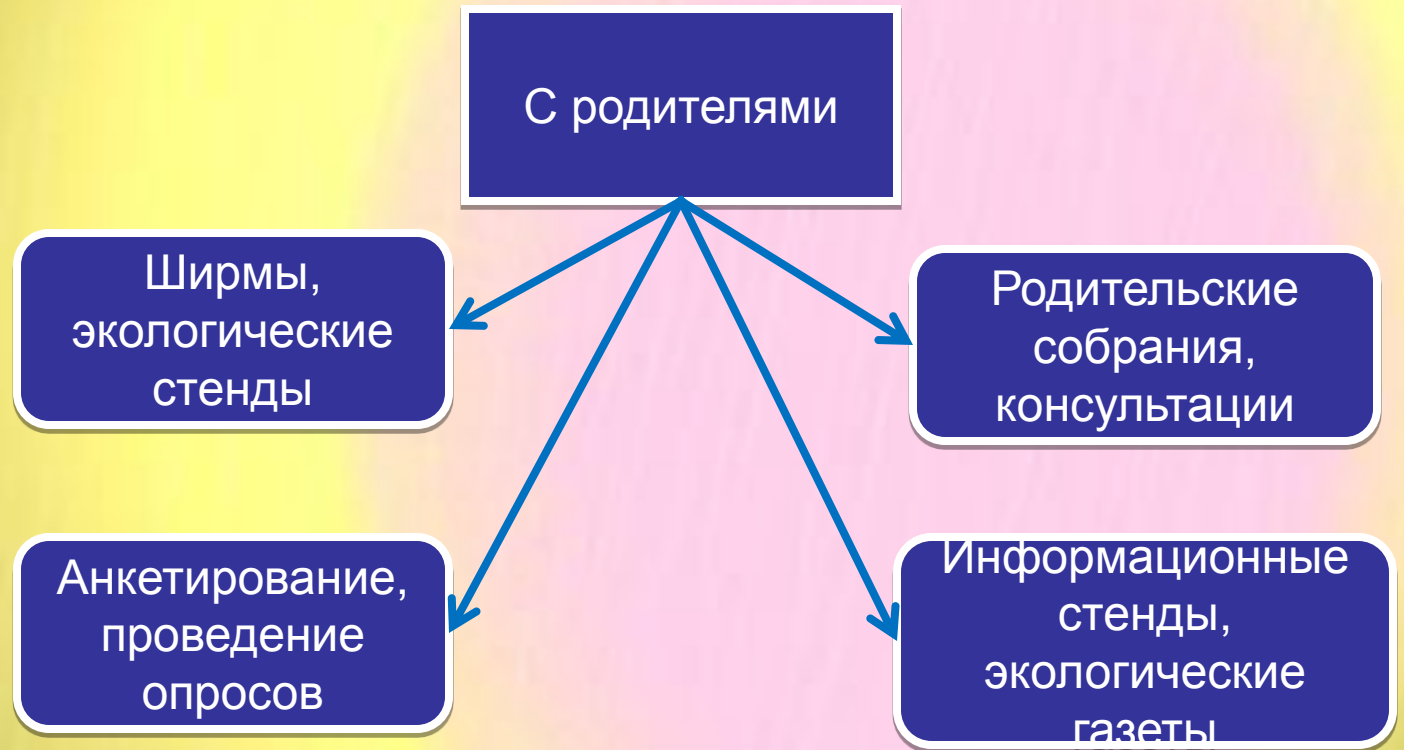 С родителями
Ширмы,
экологические
стенды
Родительские
собрания,
консультации
Анкетирование,
проведение
опросов
Информационные
стенды,
экологические
газеты